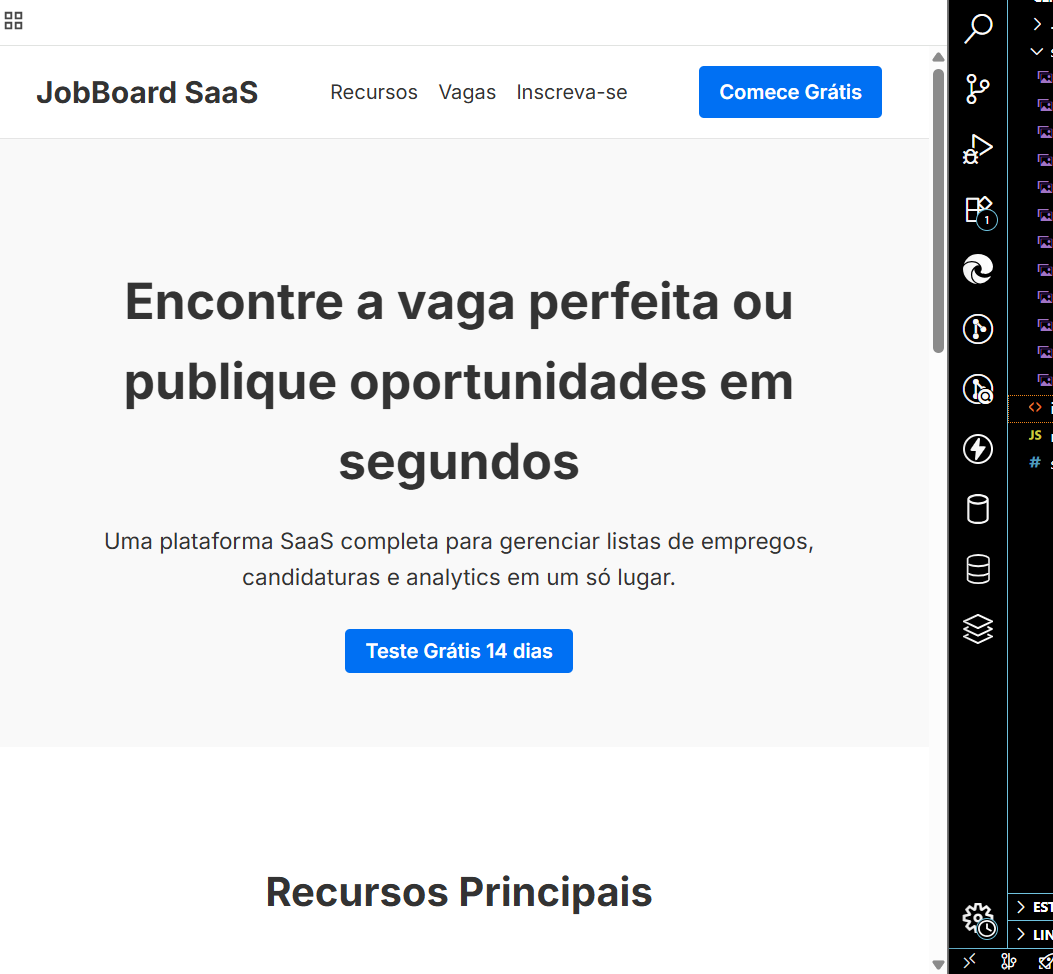 JobBoard SaaS
Recursos Vagas Inscreva-se
Comece Grátis
Encontre a vaga perfeita ou
publique oportunidades em
segundos
Uma plataforma SaaS completa para gerenciar listas de empregos,
candidaturas e analytics em um só lugar.
Teste Grátis 14 dias
Recursos Principais
1
JS
#
EST
LIN